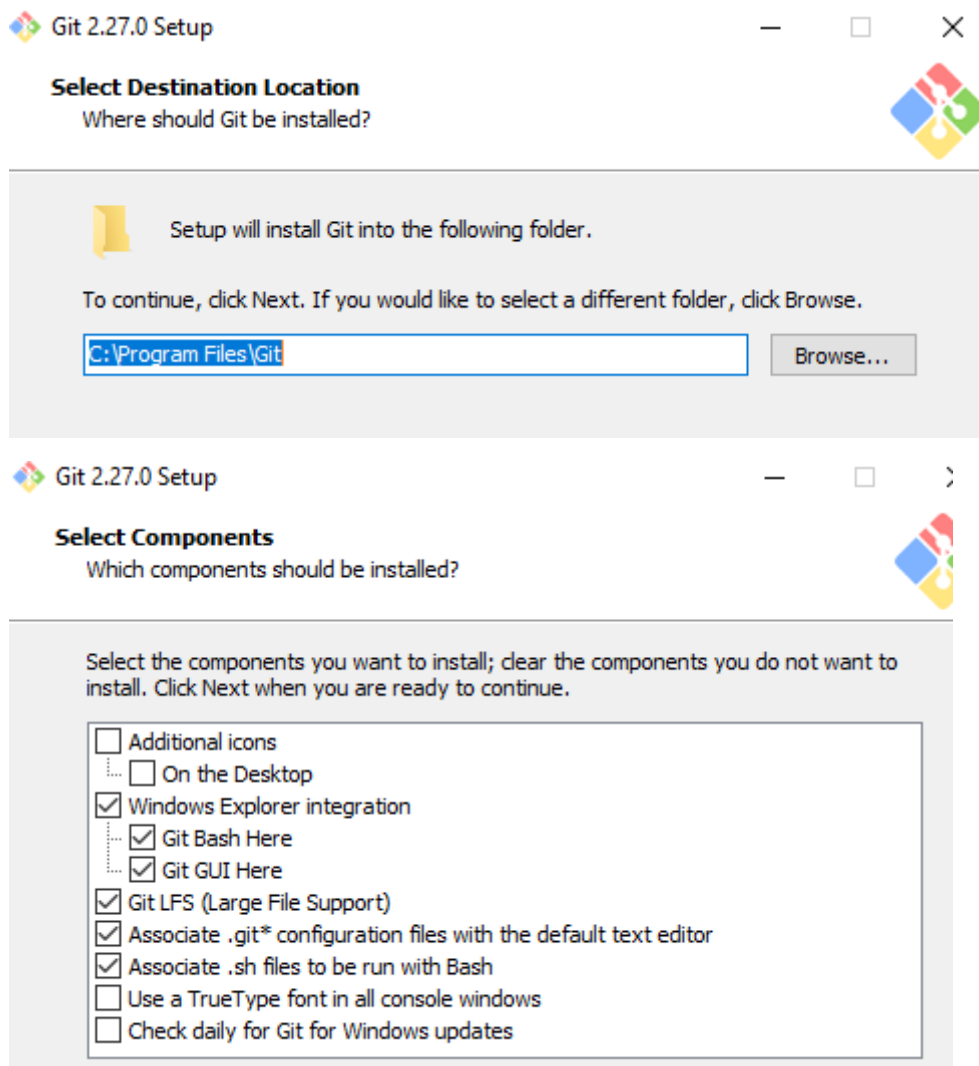 Git 2.27.0 Setup
Select Destination Location
Where should Git be installed?
Setup will install Git into the following folder.
To continue, click Next. If you would like to select a different folder, click Browse.
C:\Program Files\Git
Browse...
Git 2.27.0 Setup
Select Components
Which components should be installed?
Select the components you want to install; clear the components you do not want to
install. Click Next when you are ready to continue.
Additional icons
On the Desktop
Windows Explorer integration
Git Bash Here
Git GUI Here
Git LFS (Large File Support)
Associate .git* configuration files with the default text editor
Associate .sh files to be run with Bash
Use a TrueType font in all console windows
Check daily for Git for Windows updates